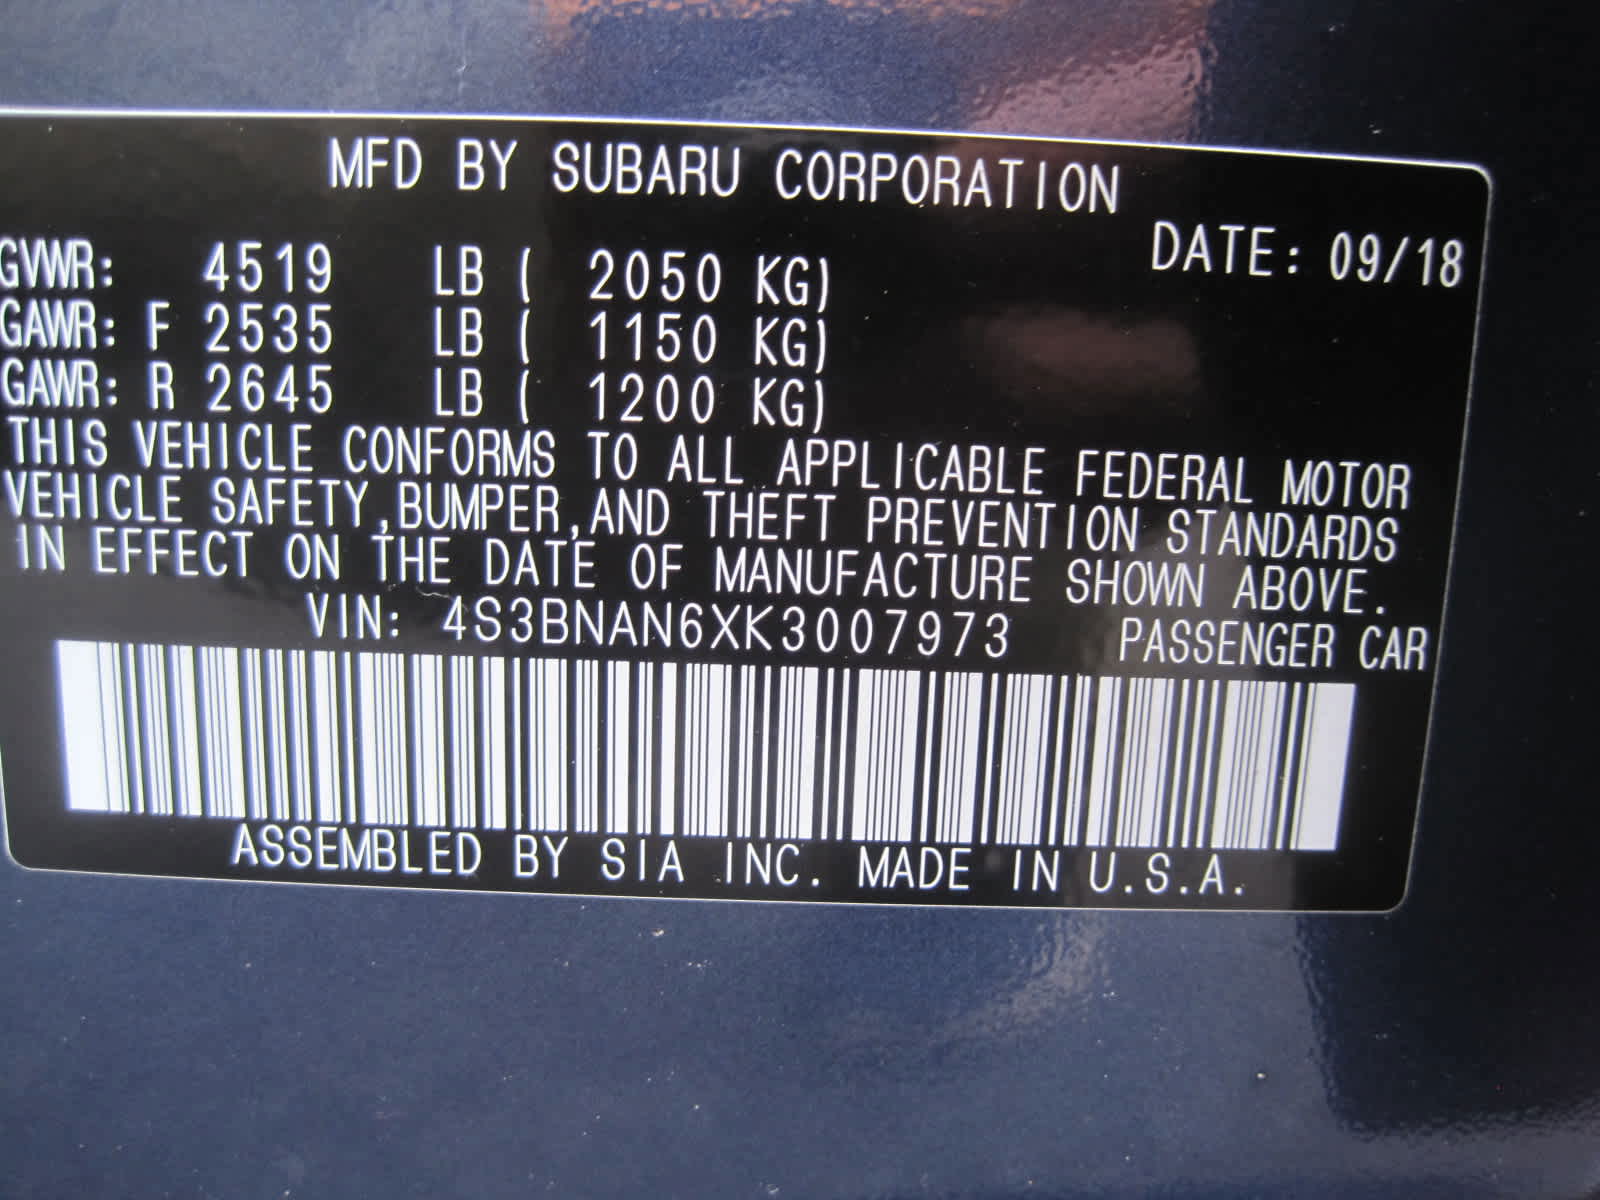 MFD BY SUBARU CORPORATION
DATE: 09/18
GVWR: 4519 LB ( 2050 KG)
GAWR: F 2535 LB ( 1150 KG)
GAWR: R 2645 LB ( 1200 KG)
THIS VEHICLE CONFORMS TO ALL APPLICABLE FEDERAL MOTOR
VEHICLE SAFETY,BUMPER,AND THEFT PREVENTION STANDARDS
IN EFFECT ON THE DATE OF MANUFACTURE SHOWN ABOVE.
VIN: 4S3BNAN6XK3007973 PASSENGER CAR
ASSEMBLED BY SIA INC. MADE IN U.S.A.